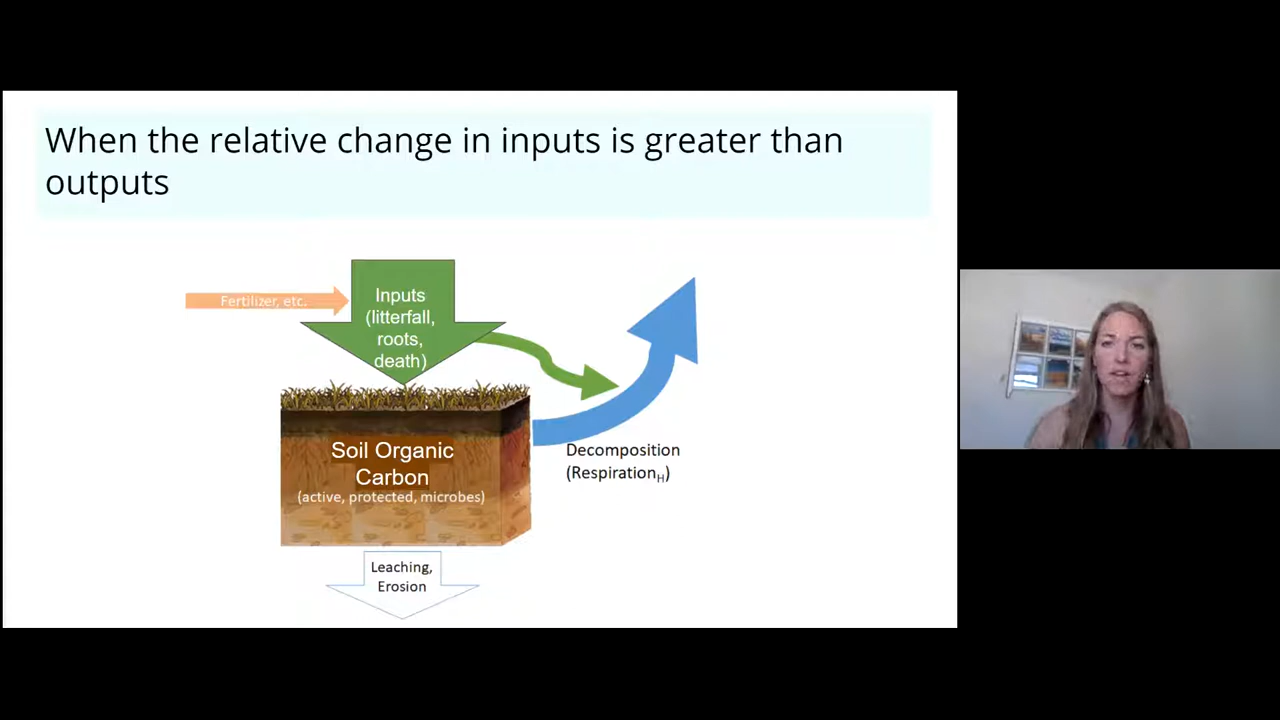 When the relative change in inputs is greater than
outputs
Fertilizer, etc.
Inputs
(litterfall,
roots,
death)
Soil Organic
Carbon
(active, protected, microbes)
Decomposition
(RespirationH)
Leaching,
Erosion